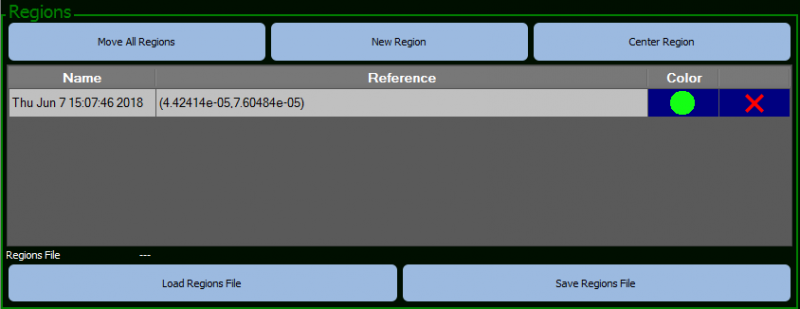 Regions
Move All Regions New Region Center Region
Name Reference Color
Thu Jun 7 15:07:46 2018 (4.42414e-05,7.60484e-05)
Regions File ---
Load Regions File Save Regions File